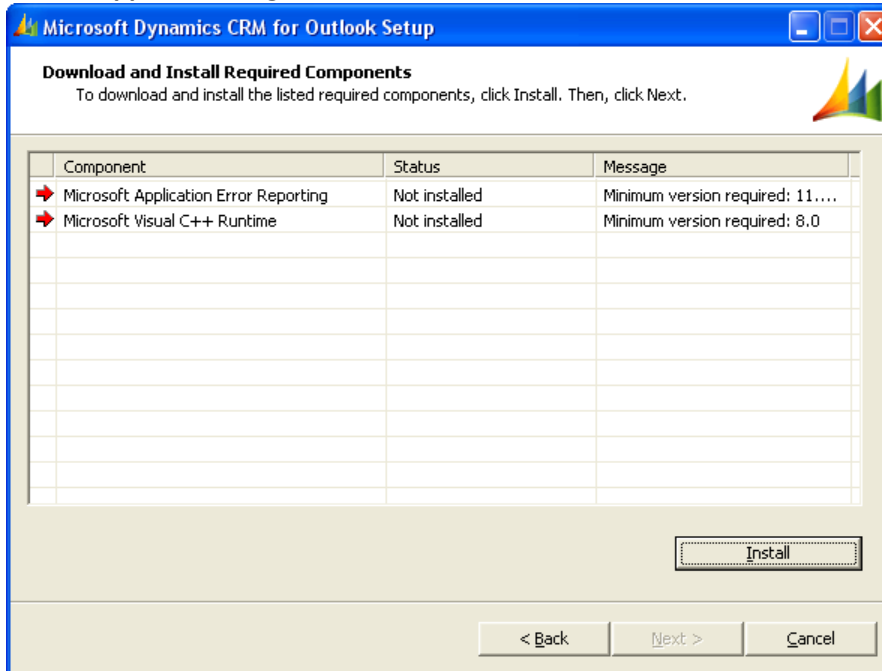 Microsoft Dynamics CRM for Outlook Setup
Download and Install Required Components
To download and install the listed required components, click Install. Then, click Next.
Component Status Message
Microsoft Application Error Reporting Not installed Minimum version required: 11....
Microsoft Visual C++ Runtime Not installed Minimum version required: 8.0
Install
< Back Next > Cancel